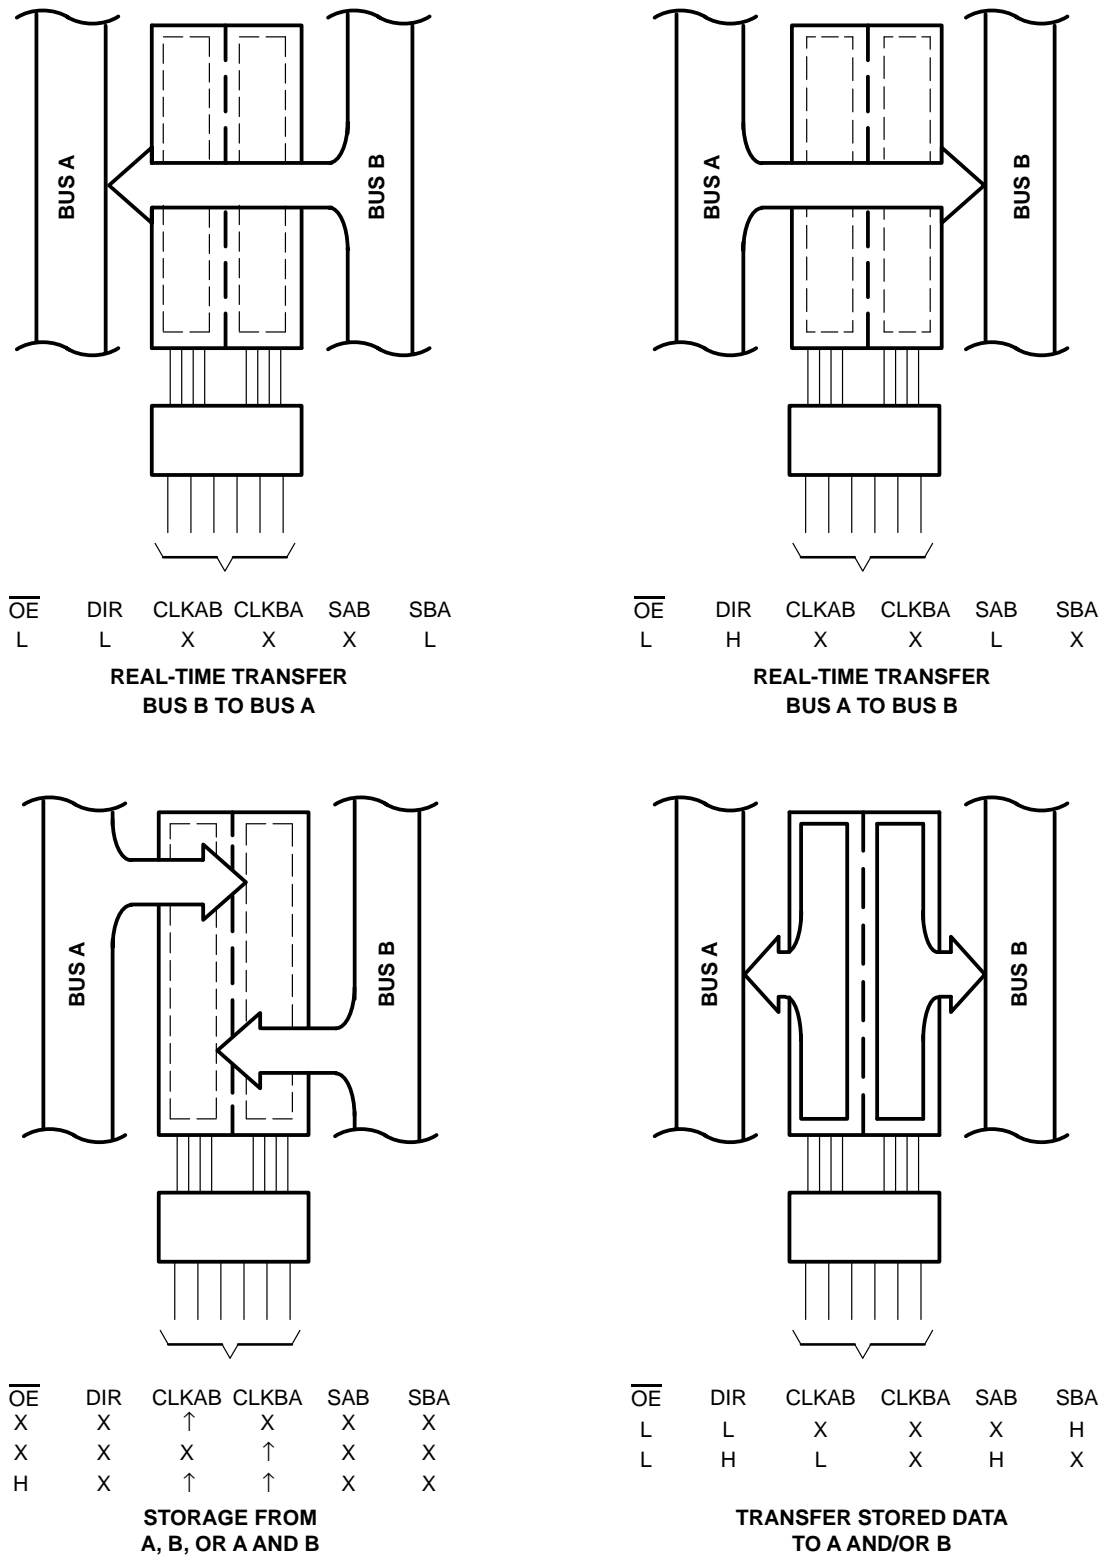 BUS A
BUS B
OE DIR CLKAB CLKBA SAB SBA
L L X X X L
REAL-TIME TRANSFER
BUS B TO BUS A
BUS A
BUS B
OE DIR CLKAB CLKBA SAB SBA
L H X X L X
REAL-TIME TRANSFER
BUS A TO BUS B
BUS A
BUS B
OE DIR CLKAB CLKBA SAB SBA
X X ↑ X X X
X X X ↑ X X
H X ↑ ↑ X X
STORAGE FROM
A, B, OR A AND B
BUS A
BUS B
OE DIR CLKAB CLKBA SAB SBA
L L X X X H
L H L X H X
TRANSFER STORED DATA
TO A AND/OR B